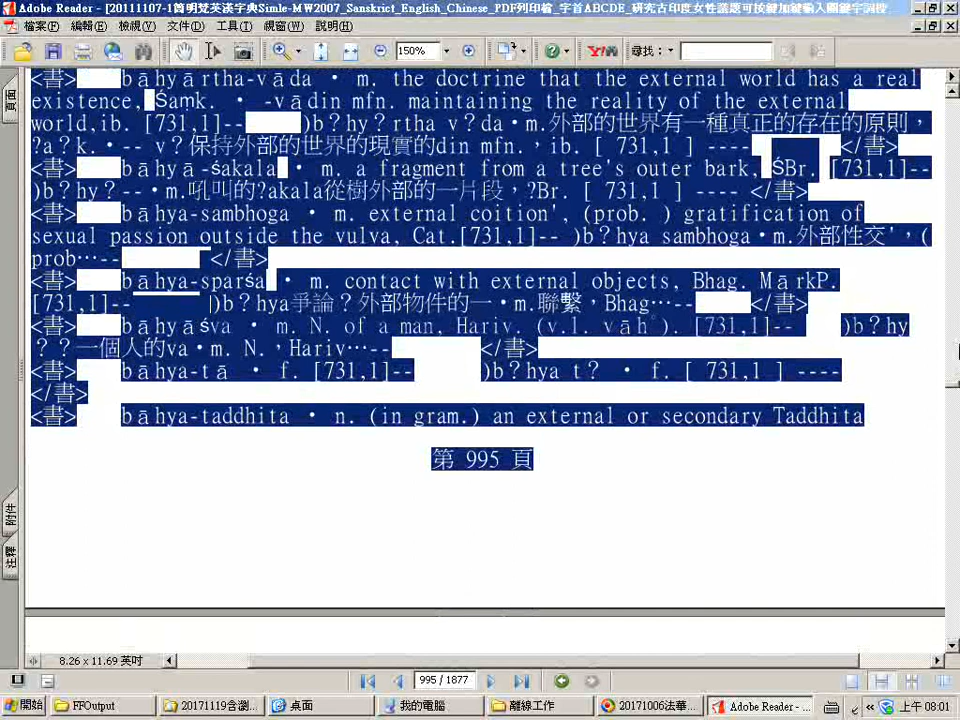 Adobe Reader - [20111107-1簡明梵英漢字典Simle-MW2007_Sanskrict_English_Chinese_PDF列印檔_字首ABCDE_研究古印度女性議題可按
檔案(F) 編輯(E) 檢視(V) 文件(D) 工具(T) 視窗(W) 說明(H)
150% 尋找:
頁面
<書> bāhyārtha-vāda • m. the doctrine that the external world has a real
existence, Śaṃk. • -vādin mfn. maintaining the reality of the external
world,ib. [731,1]-- )b?hy?rtha v?da•m.外部的世界有一種真正的存在的原則,
?a?k.•-- v?保持外部的世界的現實的din mfn.,ib. [ 731,1 ] ---- </書>
<書> bāhyā-śakala • m. a fragment from a tree's outer bark, ŚBr. [731,1]--
)b?hy?--•m.吼叫的?akala從樹外部的一片段,?Br. [ 731,1 ] ---- </書>
<書> bāhya-sambhoga • m. external coition', (prob. ) gratification of
sexual passion outside the vulva, Cat.[731,1]-- )b?hya sambhoga•m.外部性交',(
prob…-- </書>
<書> bāhya-sparśa • m. contact with external objects, Bhag. MārkP.
[731,1]-- )b?hya爭論?外部物件的一•m.聯繫,Bhag…-- </書>
<書> bāhyāśva • m. N. of a man, Hariv. (v.l. vāh°). [731,1]-- )b?hy
??一個人的va•m. N.,Hariv…-- </書>
<書> bāhya-tā • f. [731,1]-- )b?hya t? • f. [ 731,1 ] ----
</書>
<書> bāhya-taddhita • n. (in gram.) an external or secondary Taddhita
第 995 頁
附件
注釋
8.26 x 11.69 英吋
995 / 1877
開始 FFOutput 20171119含瀏... 桌面 我的電腦 離線工作 20171006法華... Adobe Reader - ... 上午 08:01